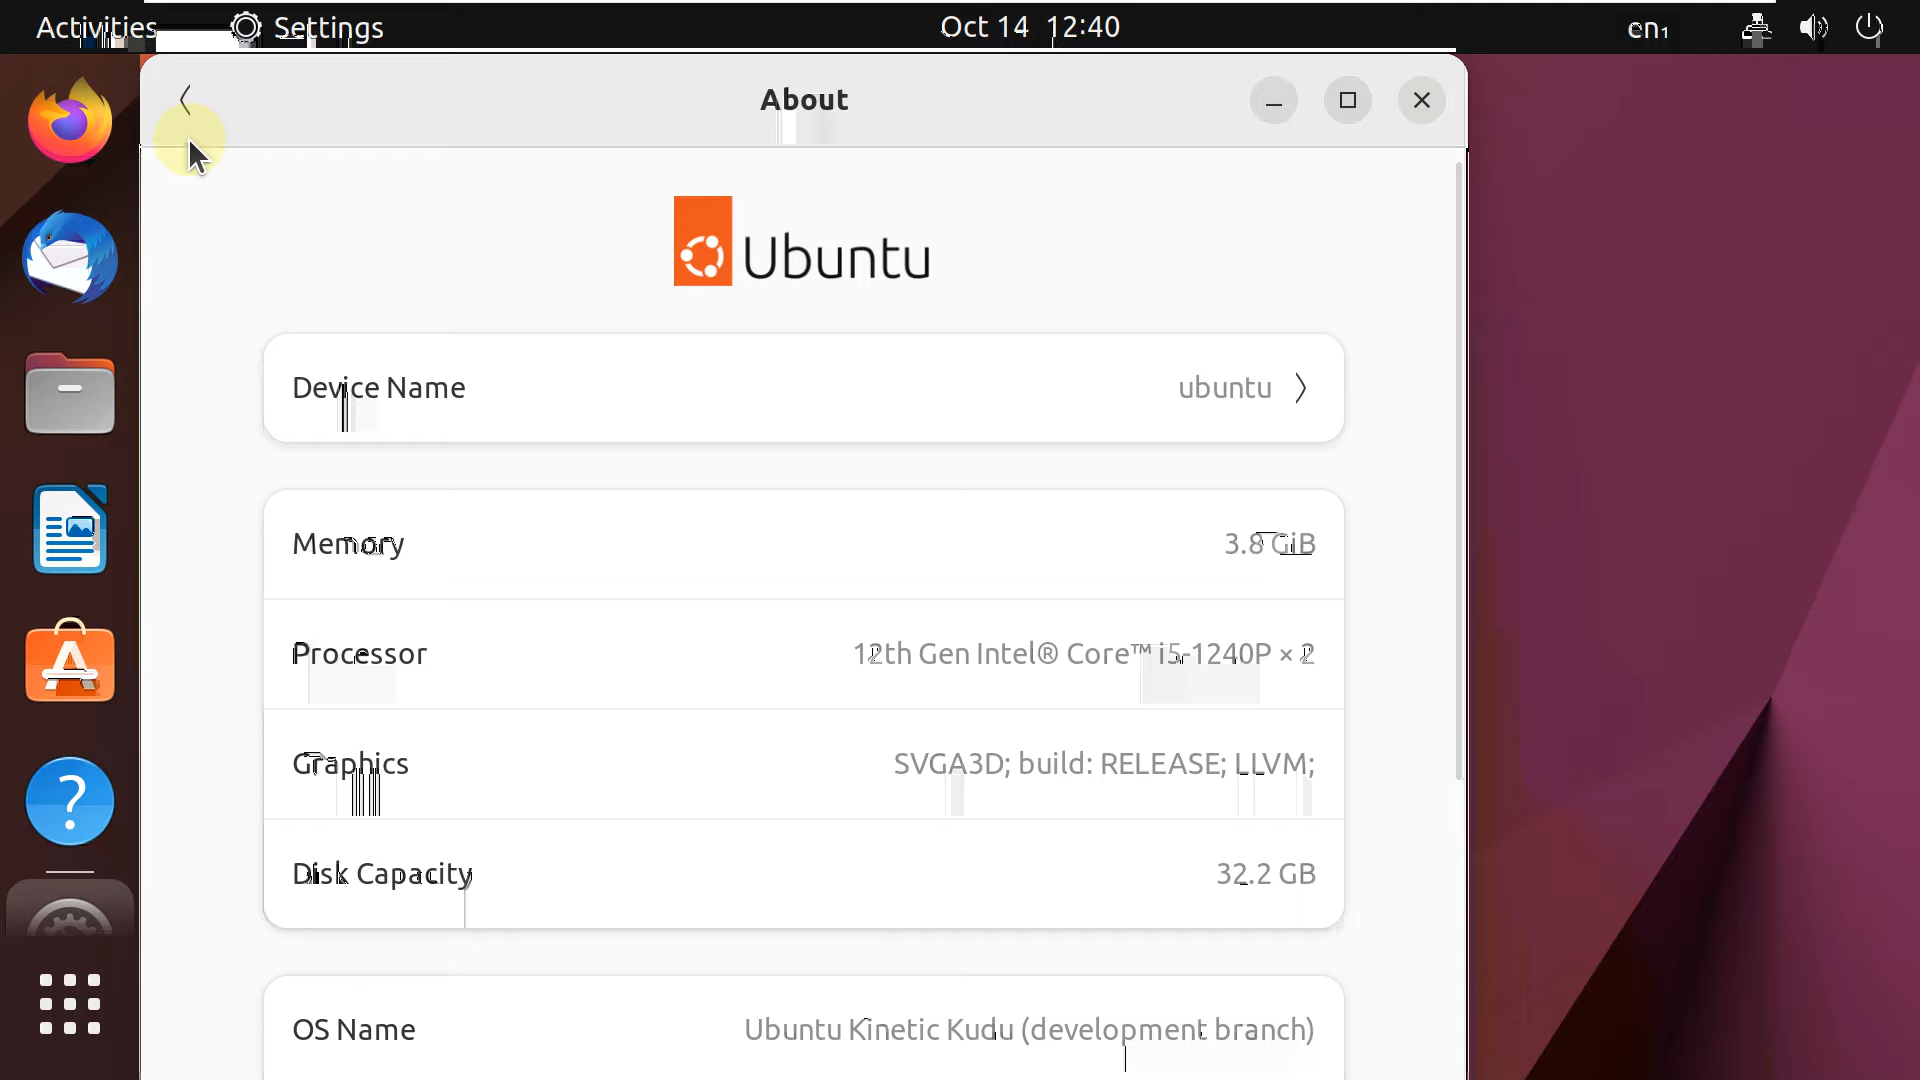 Activities Settings Oct 14 12:40 en₁
About
Ubuntu
Device Name ubuntu
Memory 3.8 GiB
Processor 12th Gen Intel® Core™ i5-1240P × 2
Graphics SVGA3D; build: RELEASE; LLVM;
Disk Capacity 32.2 GB
OS Name Ubuntu Kinetic Kudu (development branch)